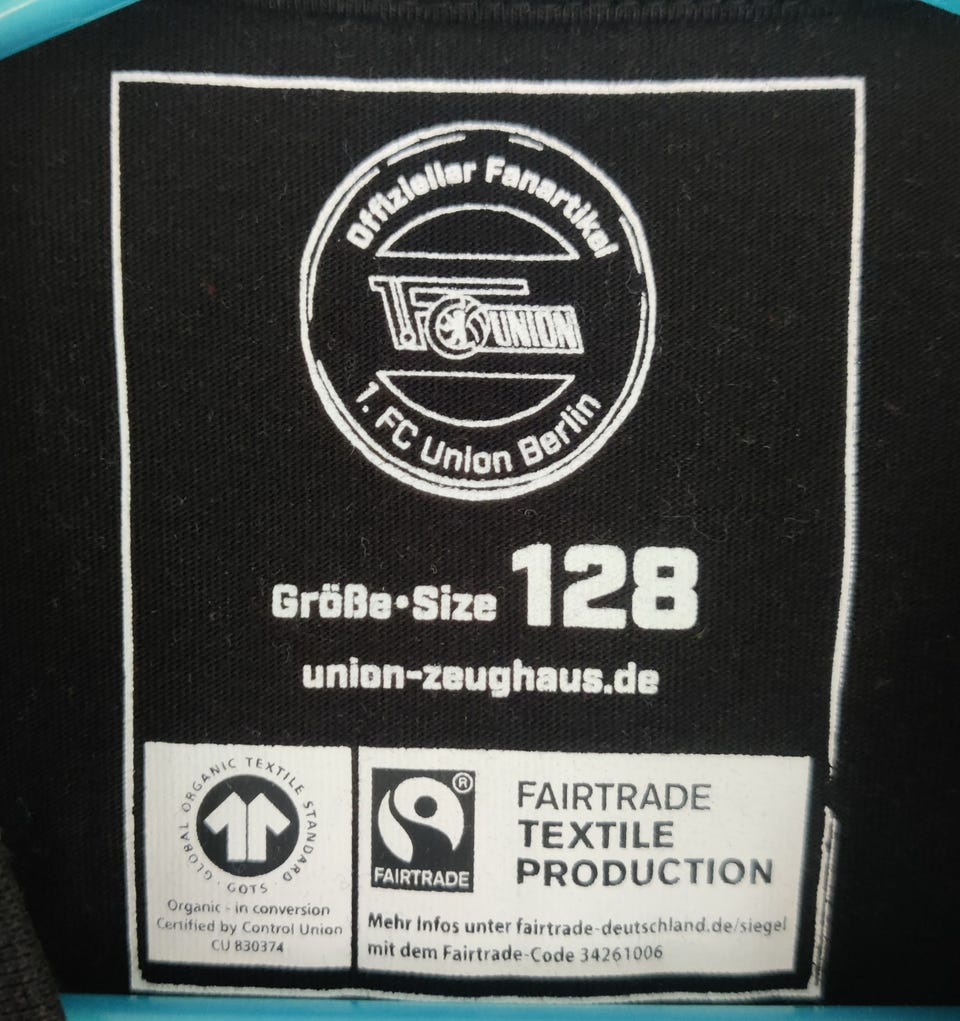 Offizieller Fanartikel
1.FC UNION
1. FC Union Berlin
Größe•Size 128
union-zeughaus.de
GLOBAL ORGANIC TEXTILE STANDARD · GOTS ·
Organic - in conversion
Certified by Control Union
CU 830374
®
FAIRTRADE
FAIRTRADE
TEXTILE
PRODUCTION
Mehr Infos unter fairtrade-deutschland.de/siegel
mit dem Fairtrade-Code 34261006